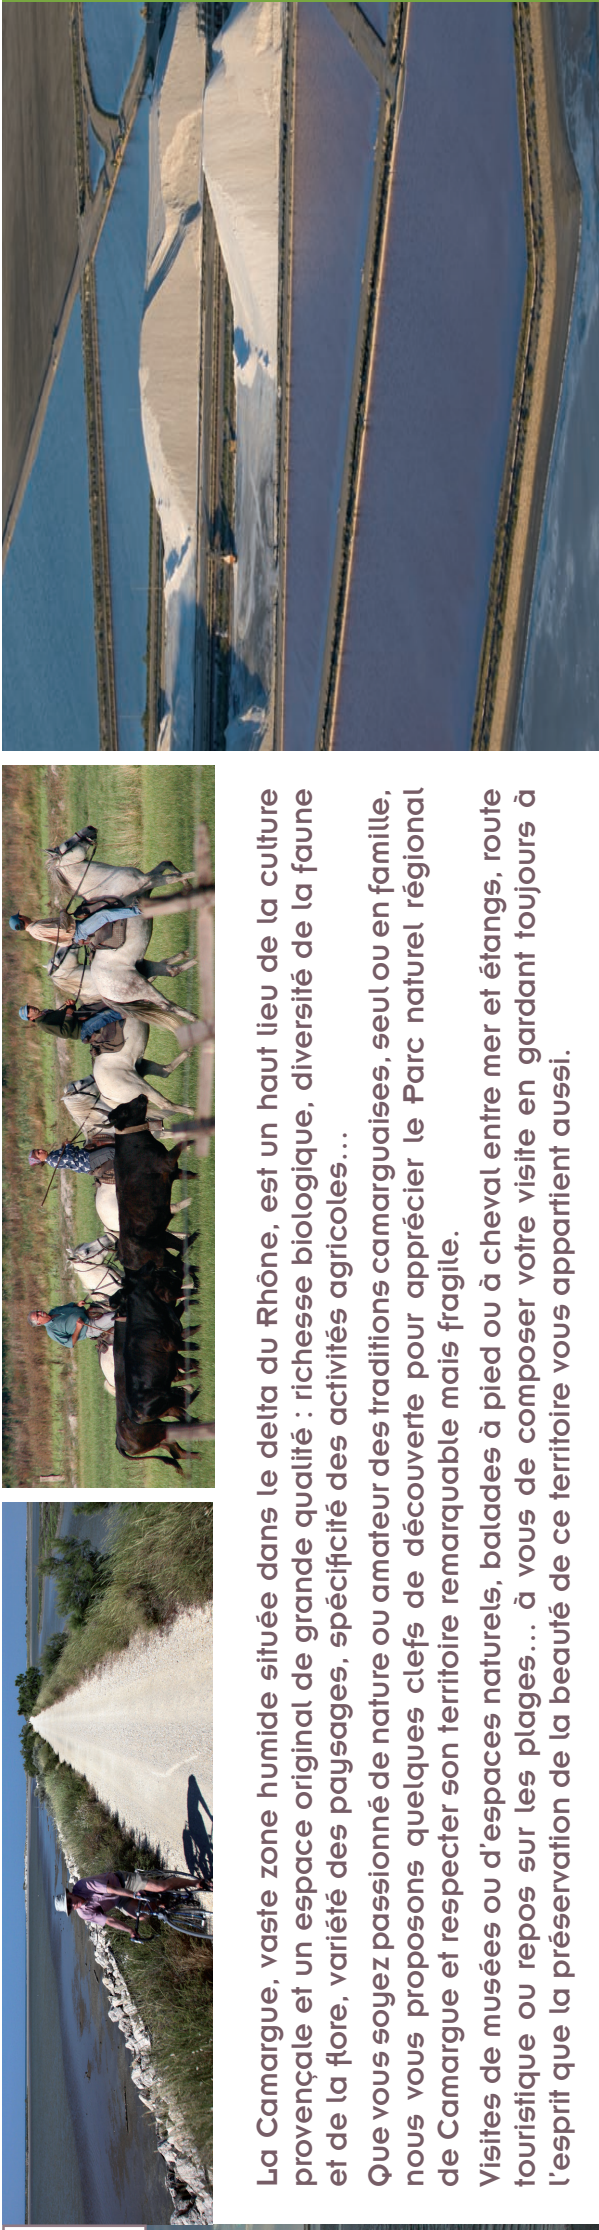 La Camargue, vaste zone humide située dans le delta du Rhône, est un haut lieu de la culture
provençale et un espace original de grande qualité : richesse biologique, diversité de la faune
et de la flore, variété des paysages, spécificité des activités agricoles...
Que vous soyez passionné de nature ou amateur des traditions camarguaises, seul ou en famille,
nous vous proposons quelques clefs de découverte pour apprécier le Parc naturel régional
de Camargue et respecter son territoire remarquable mais fragile.
Visites de musées ou d'espaces naturels, balades à pied ou à cheval entre mer et étangs, route
touristique ou repos sur les plages... à vous de composer votre visite en gardant toujours à
l'esprit que la préservation de la beauté de ce territoire vous appartient aussi.